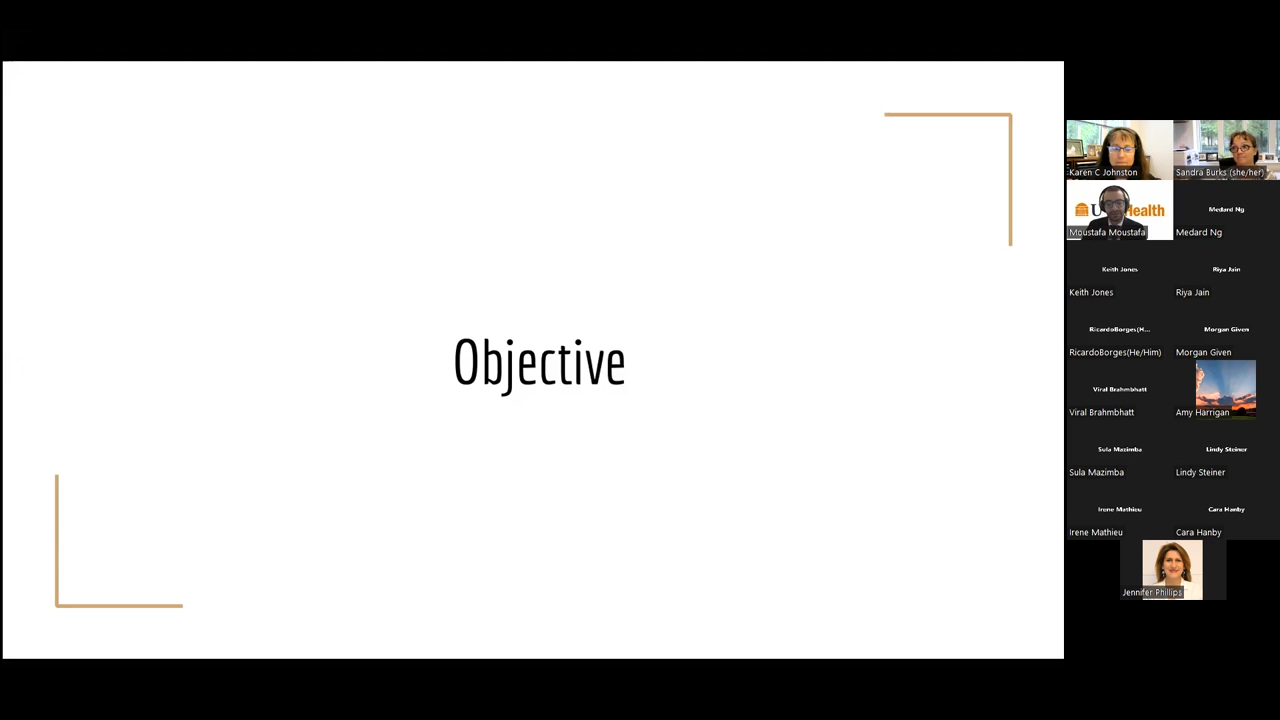 Objective
Karen C Johnston
Sandra Burks (she/her)
U Health
Moustafa Moustafa
Medard Ng
Medard Ng
Keith Jones
Keith Jones
Riya Jain
Riya Jain
RicardoBorges(H...
RicardoBorges(He/Him)
Morgan Given
Morgan Given
Viral Brahmbhatt
Viral Brahmbhatt
Amy Harrigan
Sula Mazimba
Sula Mazimba
Lindy Steiner
Lindy Steiner
Irene Mathieu
Irene Mathieu
Cara Hanby
Cara Hanby
Jennifer Phillips